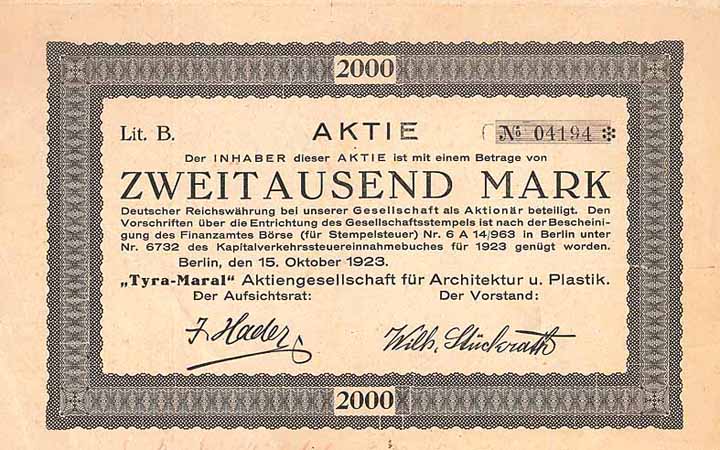 2000
Lit. B. AKTIE № 04194 ✻
Der INHABER dieser AKTIE ist mit einem Betrage von
ZWEITAUSEND MARK
Deutscher Reichswährung bei unserer Gesellschaft als Aktionär beteiligt. Den
Vorschriften über die Entrichtung des Gesellschaftsstempels ist nach der Bescheini-
gung des Finanzamtes Börse (für Stempelsteuer) Nr. 6 A 14/963 in Berlin unter
Nr. 6732 des Kapitalverkehrssteuereinnahmebuches für 1923 genügt worden.
Berlin, den 15. Oktober 1923.
„Tyra-Maral“ Aktiengesellschaft für Architektur u. Plastik.
Der Aufsichtsrat: Der Vorstand:
F. Hader Wilh. Stückrath
2000